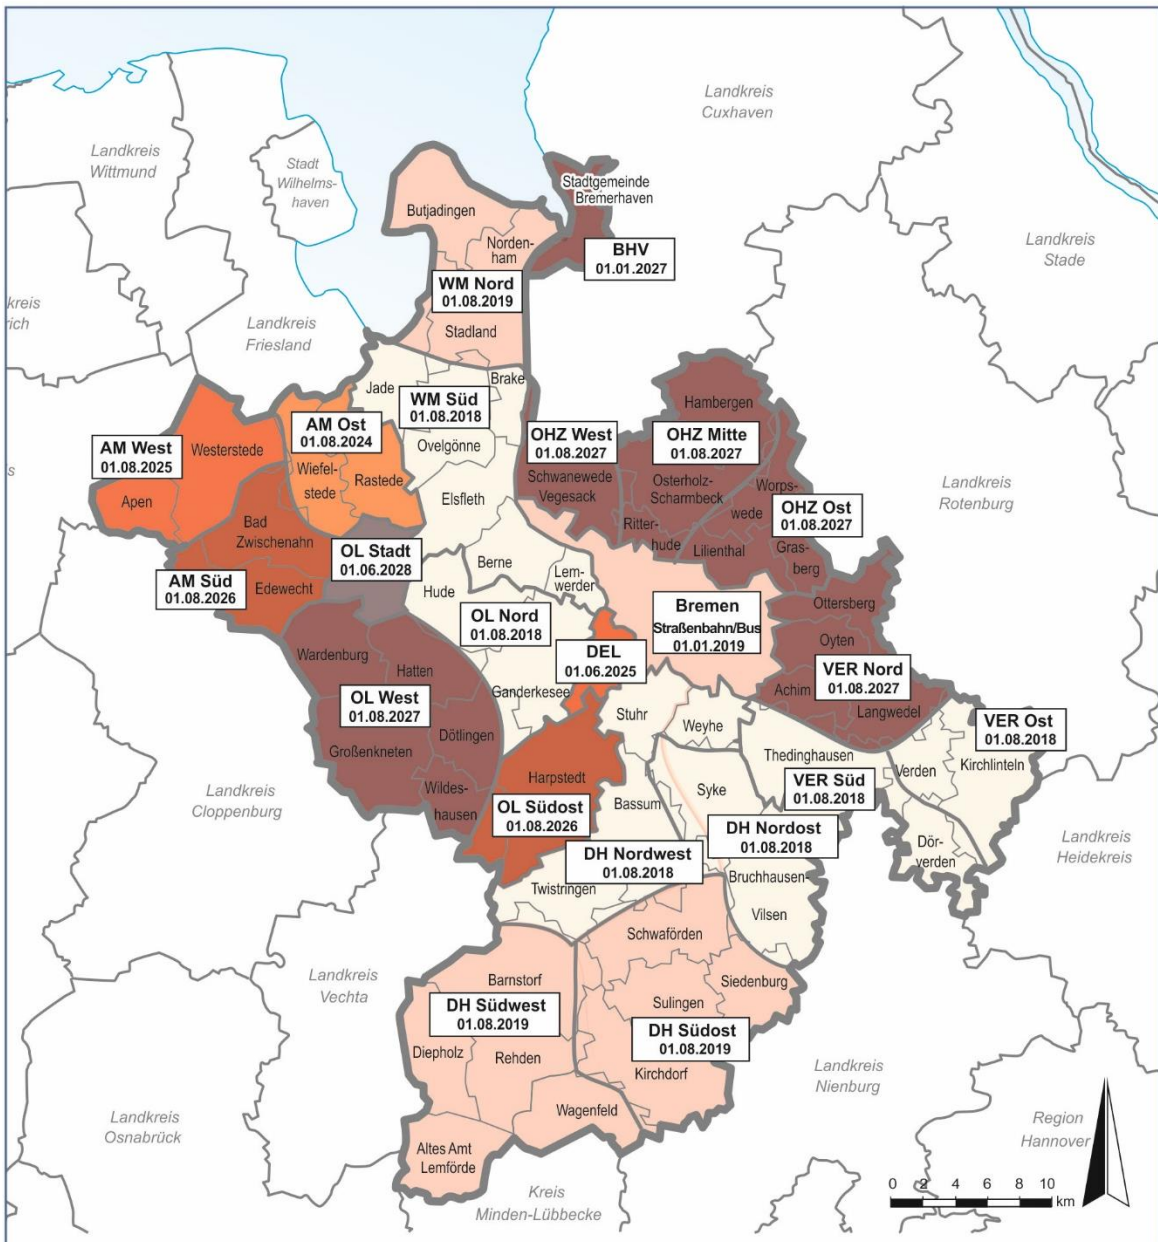 Landkreis
Cuxhaven
Landkreis
Wittmund
Stadt
Wilhelms-
haven
Stadtgemeinde
Bremerhaven
Butjadingen
Norden-
ham
BHV
01.01.2027
Landkreis
Stade
WM Nord
01.08.2019
kreis
rich
Landkreis
Friesland
Stadland
Jade
Brake
WM Süd
01.08.2018
Hambergen
AM Ost
01.08.2024
OHZ West
01.08.2027
OHZ Mitte
01.08.2027
AM West
01.08.2025
Westerstede
Ovelgönne
Wiefel-
stede
Rastede
Schwanewede
Vegesack
Osterholz-
Scharmbeck
Worps-
wede
s
Landkreis
Rotenburg
Apen
Elsfleth
OHZ Ost
01.08.2027
Bad
Zwischenahn
Ritter-
hude
Lilienthal
Gras-
berg
OL Stadt
01.06.2028
Berne
Lem-
werder
AM Süd
01.08.2026
Edewecht
Hude
Bremen
Straßenbahn/Bus
01.01.2019
Ottersberg
OL Nord
01.08.2018
Oyten
DEL
01.06.2025
Wardenburg
Hatten
VER Nord
01.08.2027
Achim
Langwedel
OL West
01.08.2027
Ganderkesee
Stuhr
Weyhe
VER Ost
01.08.2018
Großenkneten
Dötlingen
Thedinghausen
Verden
Kirchlinteln
Harpstedt
VER Süd
01.08.2018
Landkreis
Cloppenburg
Wildes-
hausen
OL Südost
01.08.2026
Bassum
Syke
DH Nordost
01.08.2018
Landkreis
Heidekreis
Dör-
verden
DH Nordwest
01.08.2018
Twistringen
Bruchhausen-
Vilsen
Schwaförden
Landkreis
Vechta
Barnstorf
Siedenburg
DH Südwest
01.08.2019
Sulingen
DH Südost
01.08.2019
Diepholz
Rehden
Kirchdorf
Landkreis
Nienburg
Landkreis
Osnabrück
Wagenfeld
Region
Hannover
Altes Amt
Lemförde
Kreis
Minden-Lübbecke
0 2 4 6 8 10
km